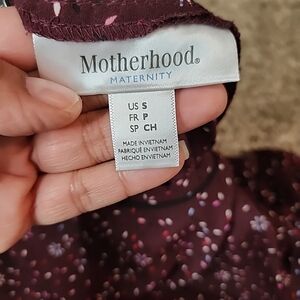 Motherhood®
MATERNITY
US S
FR P
SP CH
MADE IN VIETNAM
FABRIQUÉ EN VIETNAM
HECHO EN VIETNAM